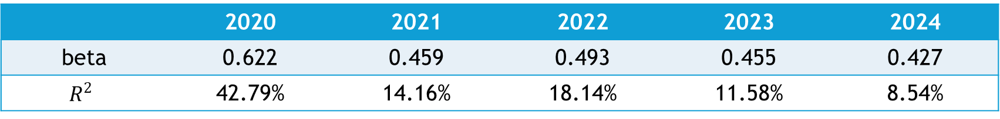 2020 2021 2022 2023 2024
beta 0.622 0.459 0.493 0.455 0.427
R² 42.79% 14.16% 18.14% 11.58% 8.54%